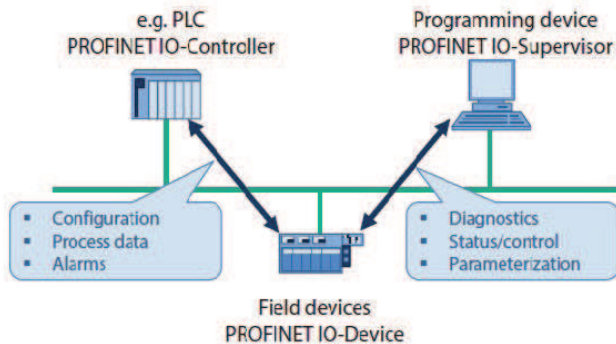 e.g. PLC
PROFINET IO-Controller
Programming device
PROFINET IO-Supervisor
▪ Configuration
▪ Process data
▪ Alarms
▪ Diagnostics
▪ Status/control
▪ Parameterization
Field devices
PROFINET IO-Device